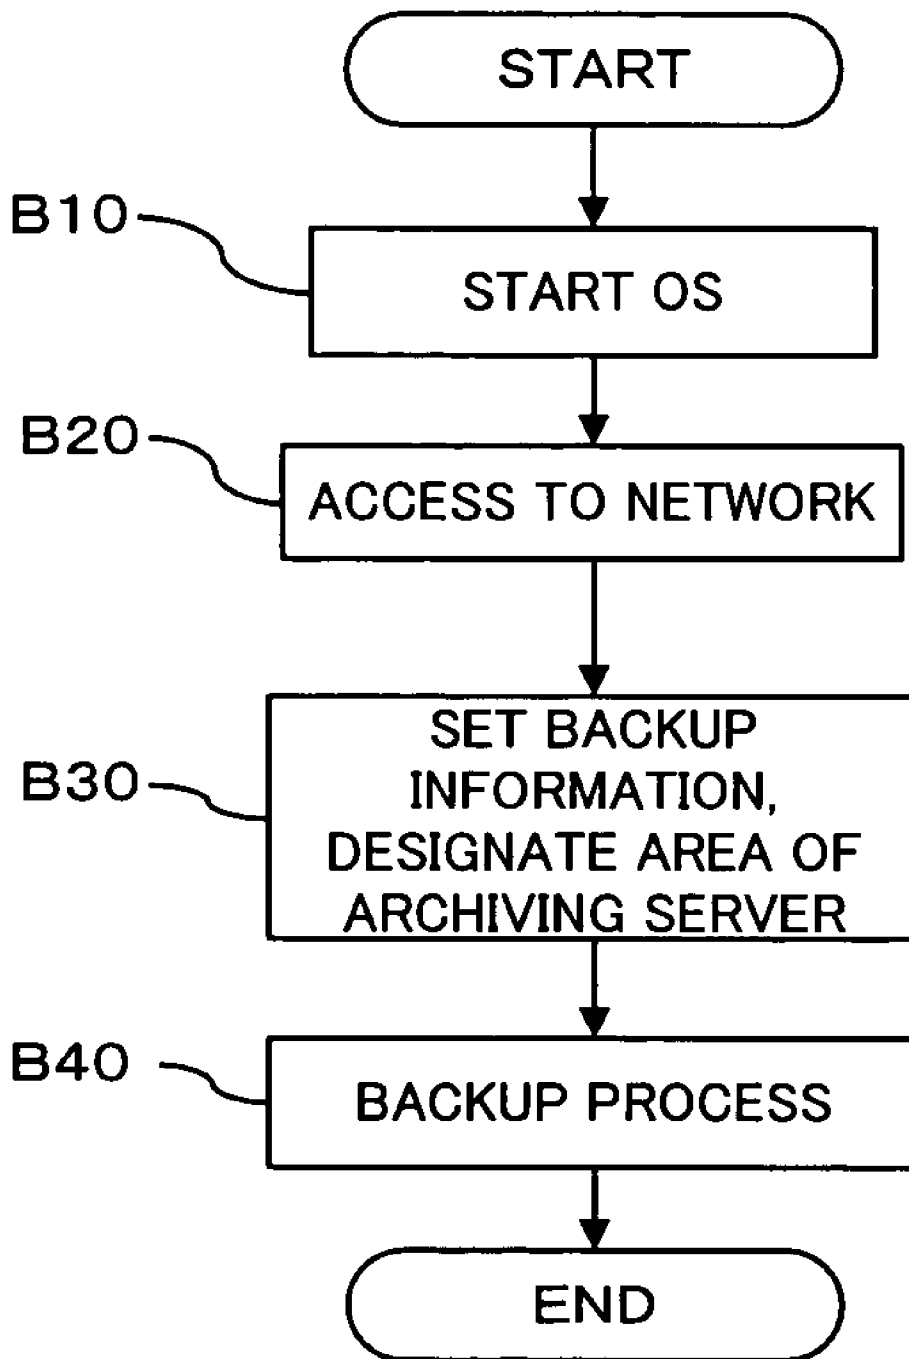 START
B10
START OS
B20
ACCESS TO NETWORK
B30
SET BACKUP
INFORMATION,
DESIGNATE AREA OF
ARCHIVING SERVER
B40
BACKUP PROCESS
END